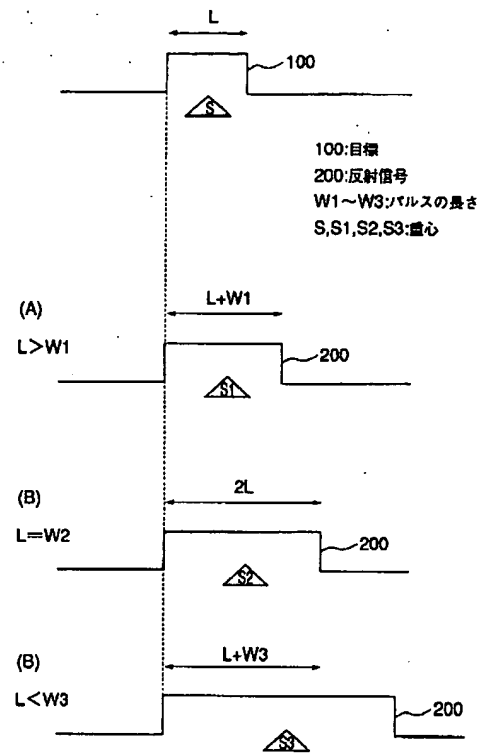 L
100
S
100:目標
200:反射信号
W1～W3:パルスの長さ
S,S1,S2,S3:重心
(A)
L+W1
L>W1
200
S1
(B)
2L
L=W2
200
S2
(B)
L+W3
L<W3
200
S3